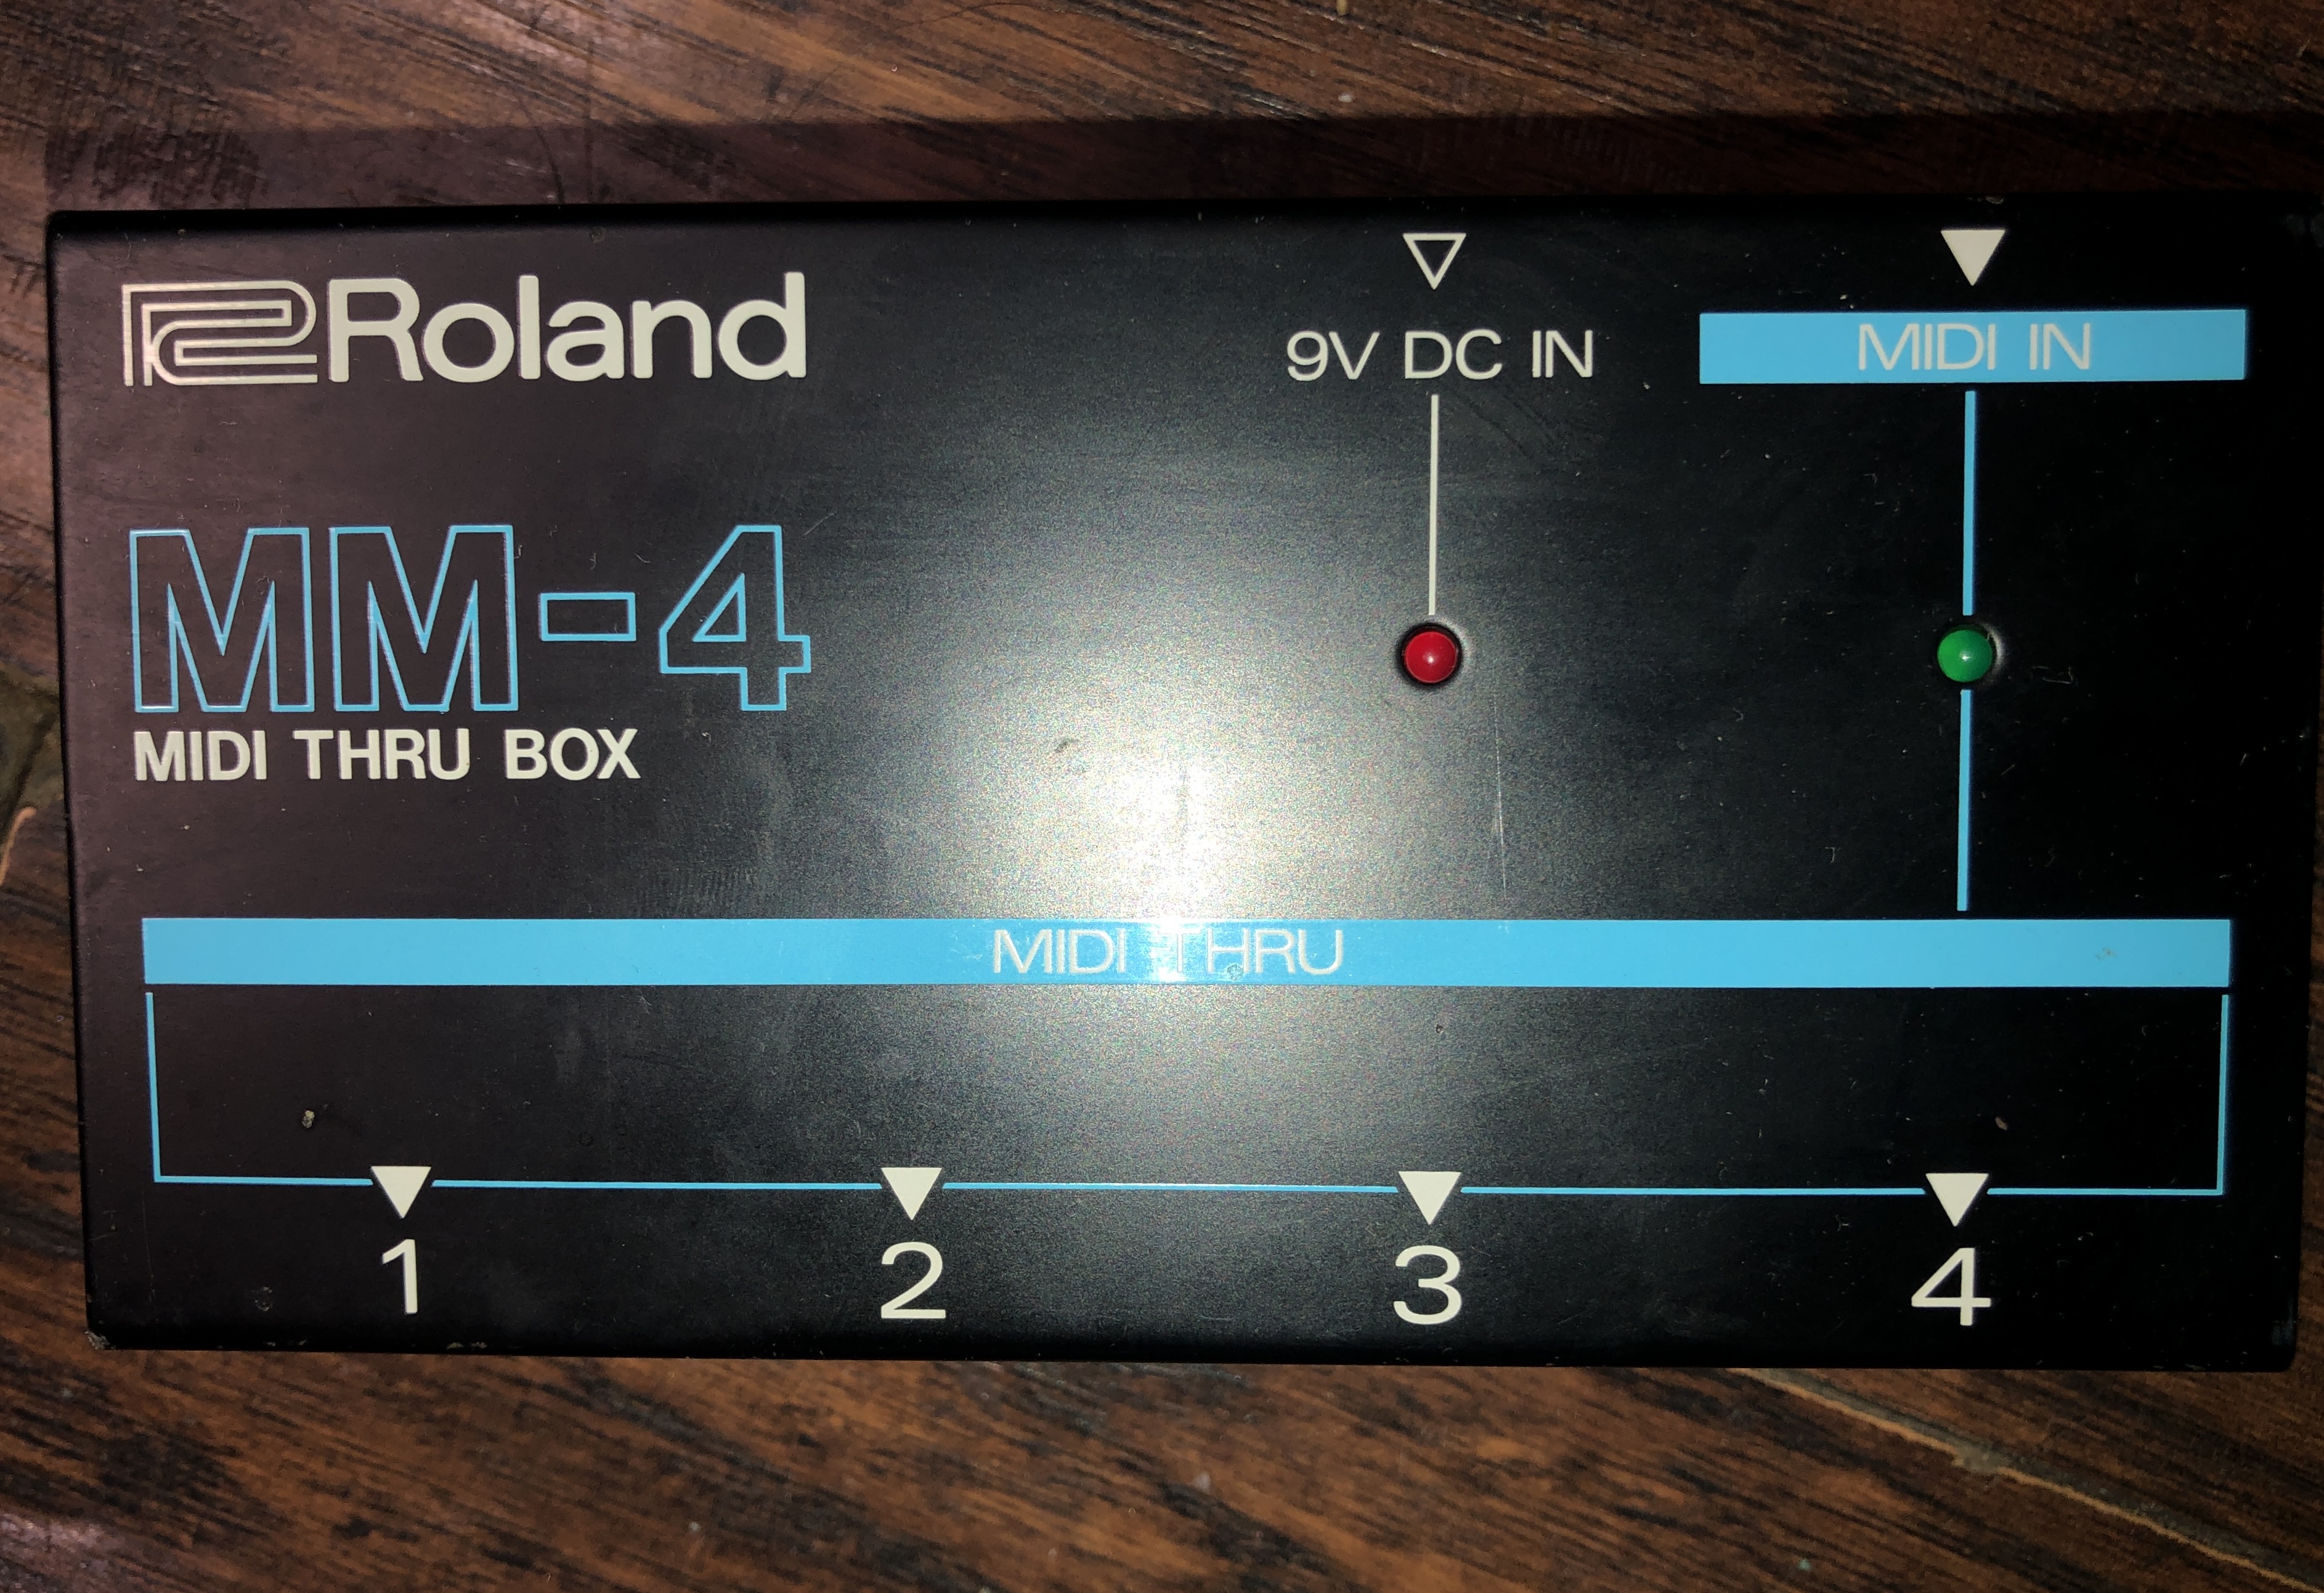 Roland
9V DC IN
MIDI IN
MM-4
MIDI THRU BOX
MIDI THRU
1 2 3 4